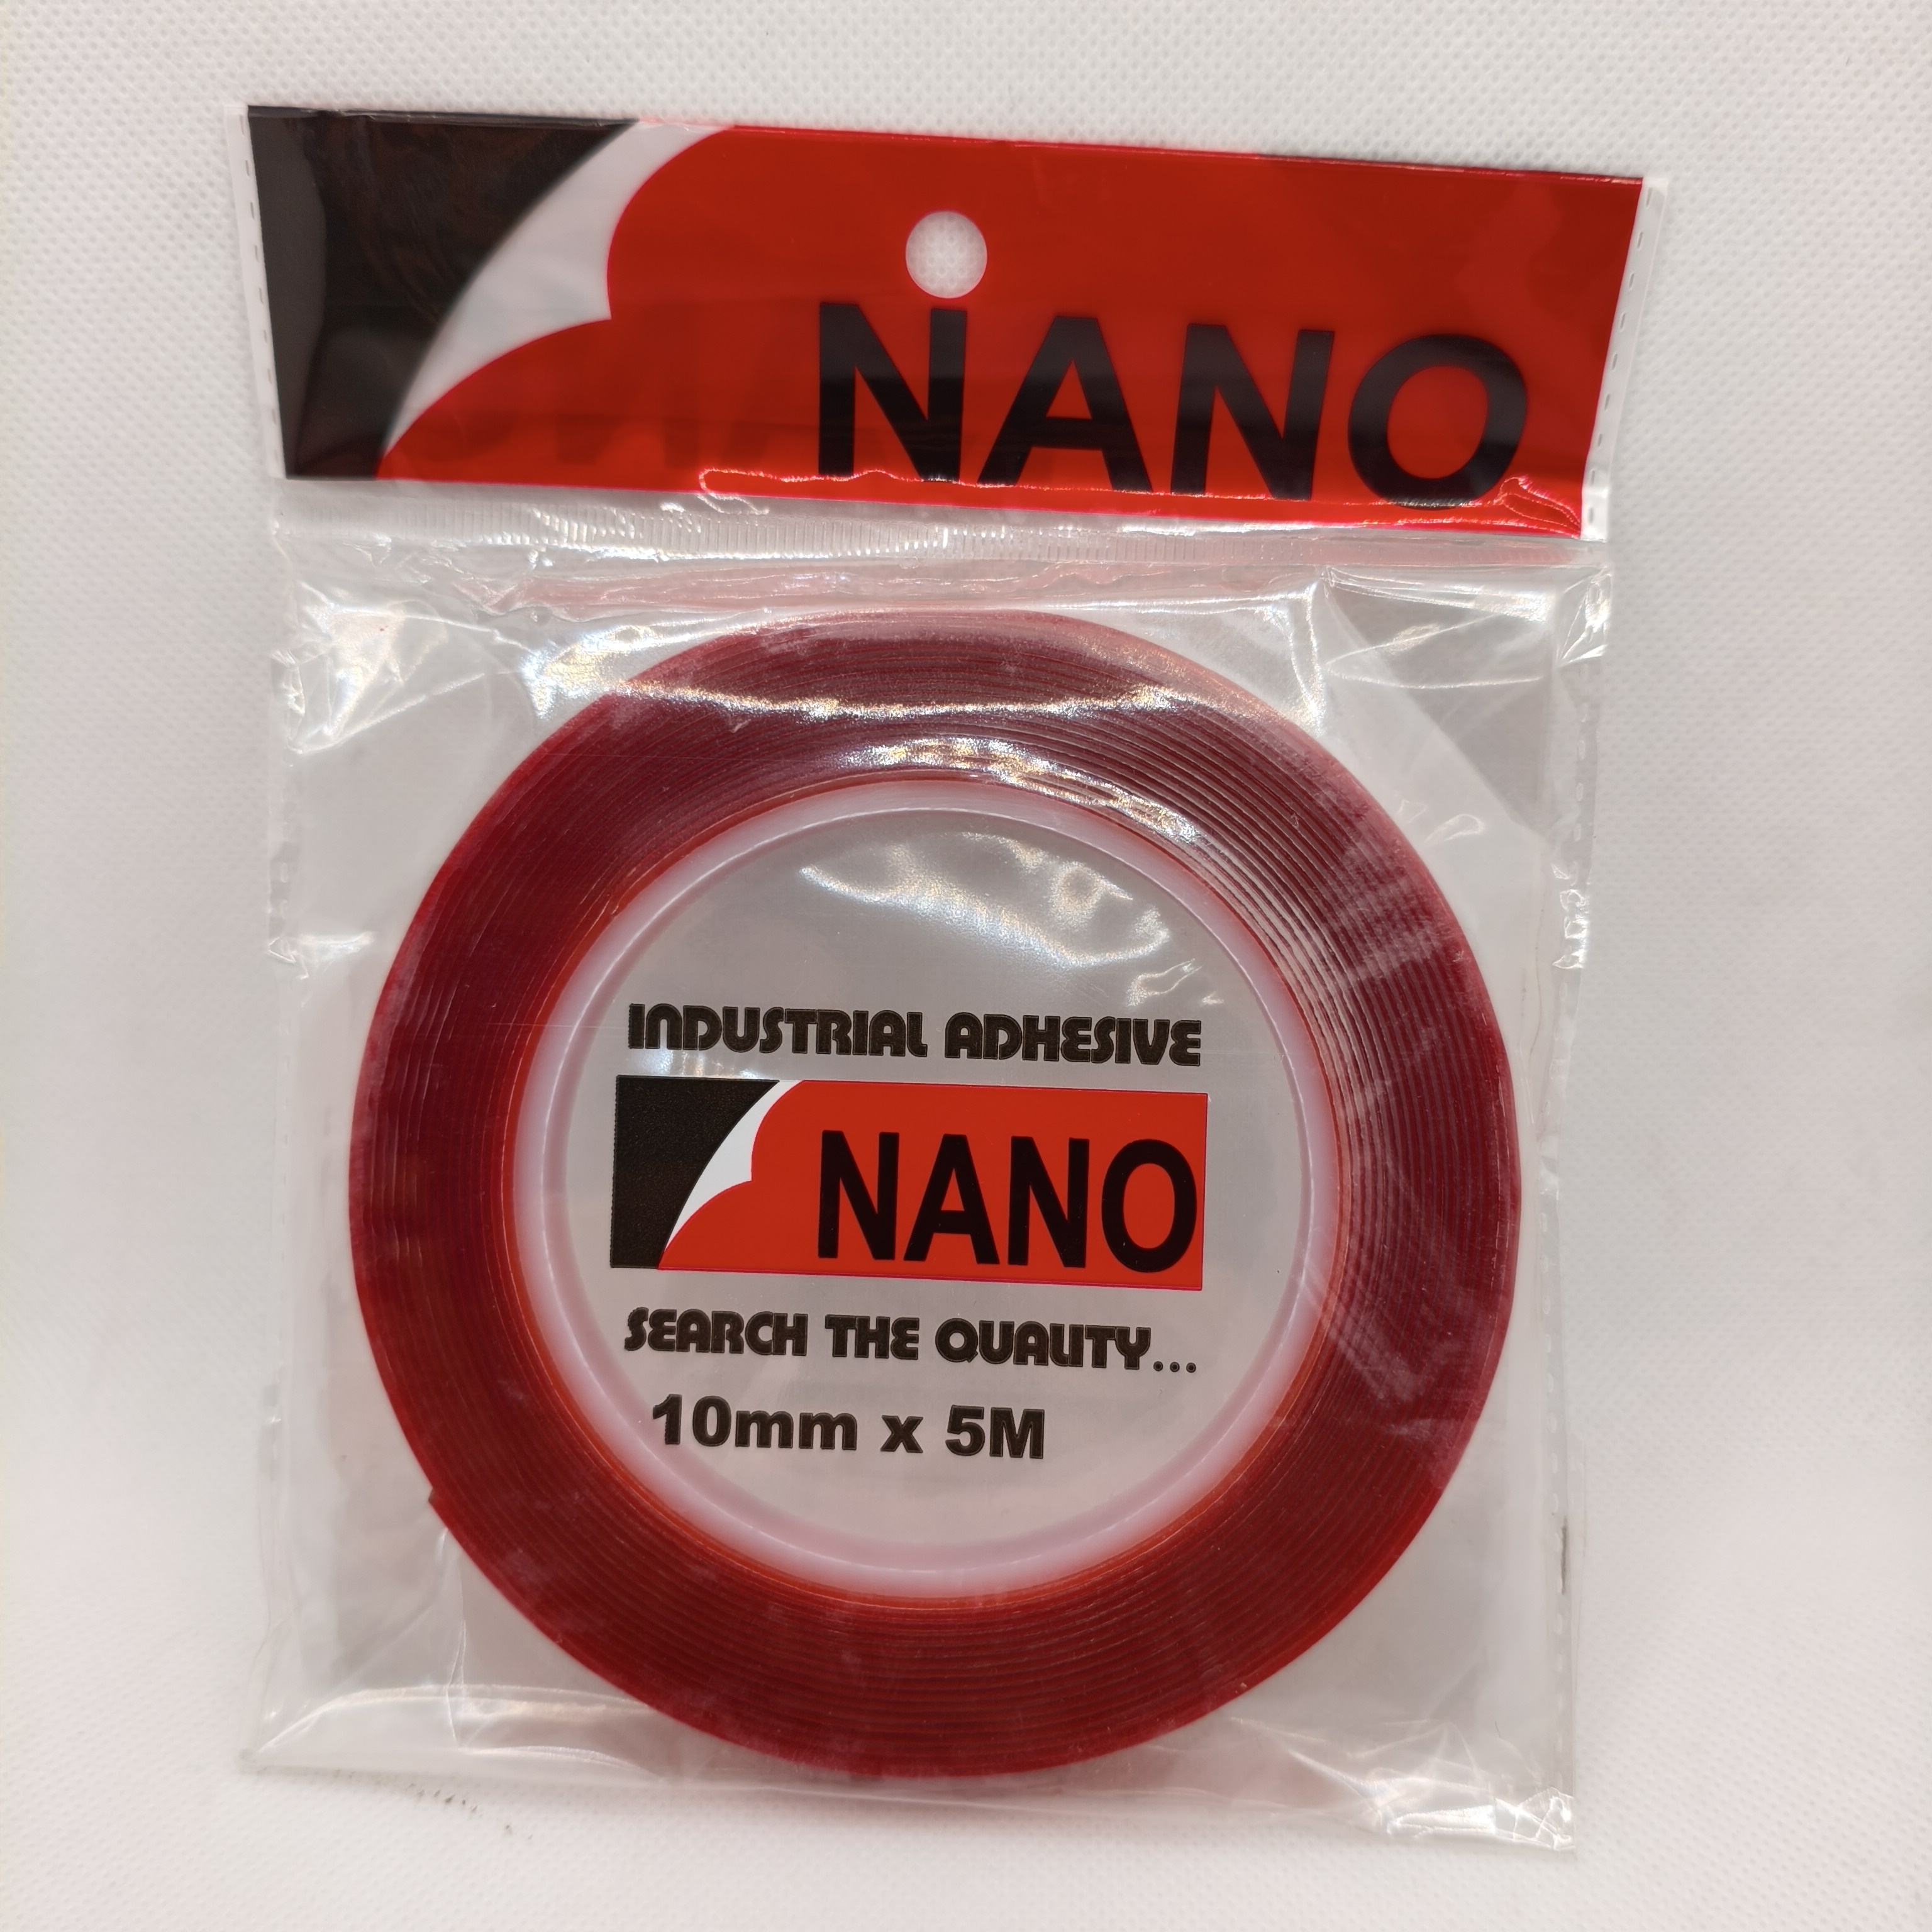 NANO
INDUSTRIAL ADHESIVE
NANO
SEARCH THE QUALITY...
10mm x 5M